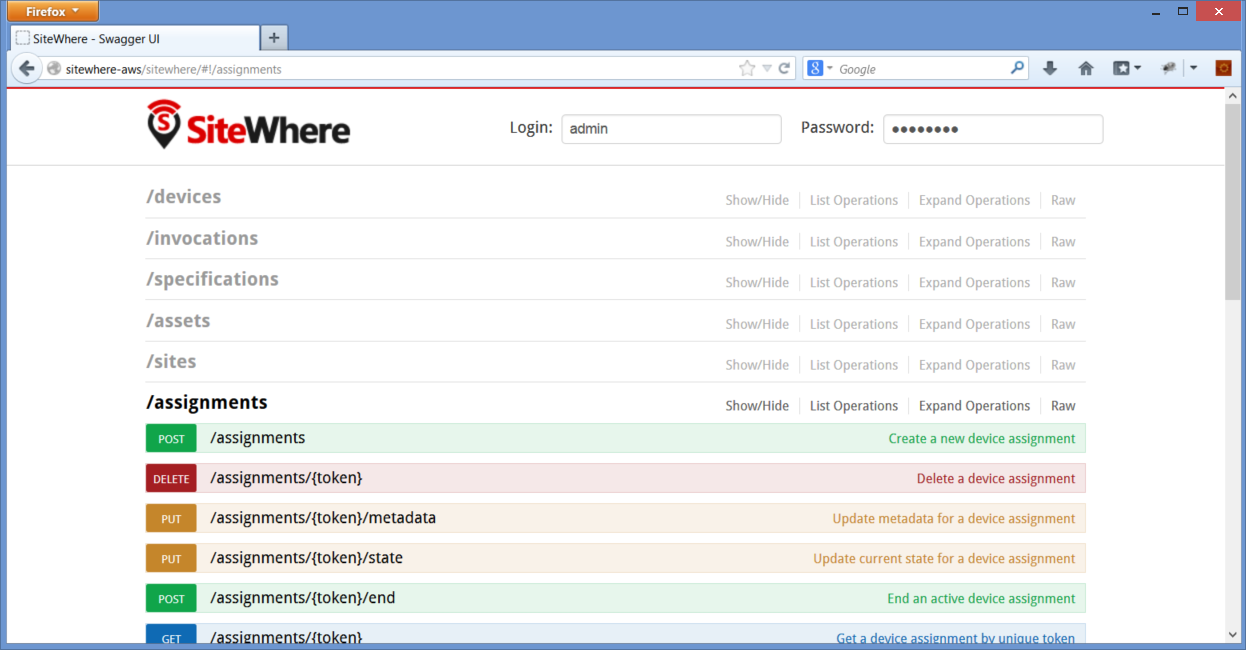 Firefox
SiteWhere - Swagger UI
sitewhere-aws/sitewhere/#!/assignments
Google
SiteWhere
Login: admin Password: ●●●●●●●●
/devices Show/Hide List Operations Expand Operations Raw
/invocations Show/Hide List Operations Expand Operations Raw
/specifications Show/Hide List Operations Expand Operations Raw
/assets Show/Hide List Operations Expand Operations Raw
/sites Show/Hide List Operations Expand Operations Raw
/assignments Show/Hide List Operations Expand Operations Raw
POST /assignments Create a new device assignment
DELETE /assignments/{token} Delete a device assignment
PUT /assignments/{token}/metadata Update metadata for a device assignment
PUT /assignments/{token}/state Update current state for a device assignment
POST /assignments/{token}/end End an active device assignment
GET /assignments/{token} Get a device assignment by unique token